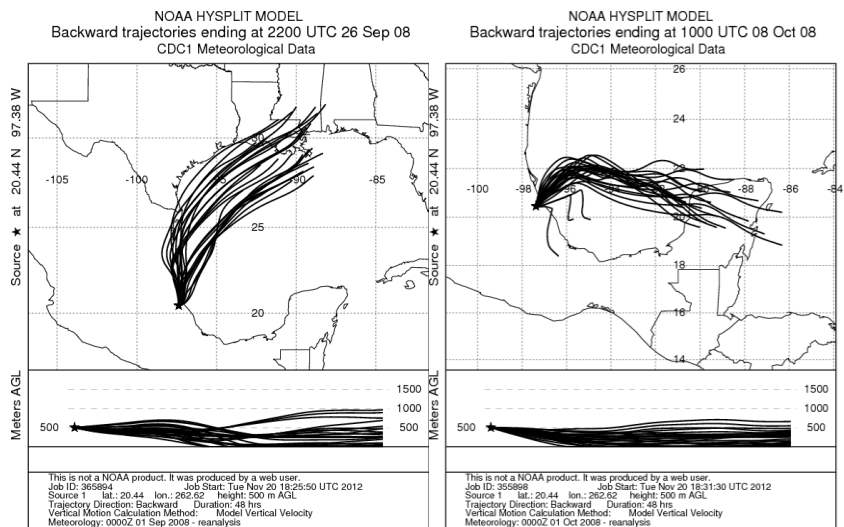 NOAA HYSPLIT MODEL
Backward trajectories ending at 2200 UTC 26 Sep 08
CDC1 Meteorological Data
Source ★ at 20.44 N 97.38 W
-105
-100
-90
-85
30
25
20
Meters AGL
1500
1000
500
500
This is not a NOAA product. It was produced by a web user.
Job ID: 365894 Job Start: Tue Nov 20 18:25:50 UTC 2012
Source 1 lat.: 20.44 lon.: 262.62 height: 500 m AGL
Trajectory Direction: Backward Duration: 48 hrs
Vertical Motion Calculation Method: Model Vertical Velocity
Meteorology: 0000Z 01 Sep 2008 - reanalysis
NOAA HYSPLIT MODEL
Backward trajectories ending at 1000 UTC 08 Oct 08
CDC1 Meteorological Data
Source ★ at 20.44 N 97.38 W
26
24
22
-100
-98
-96
-88
-86
-84
20
18
16
14
Meters AGL
1500
1000
500
500
This is not a NOAA product. It was produced by a web user.
Job ID: 355898 Job Start: Tue Nov 20 18:31:30 UTC 2012
Source 1 lat.: 20.44 lon.: 262.62 height: 500 m AGL
Trajectory Direction: Backward Duration: 48 hrs
Vertical Motion Calculation Method: Model Vertical Velocity
Meteorology: 0000Z 01 Oct 2008 - reanalysis